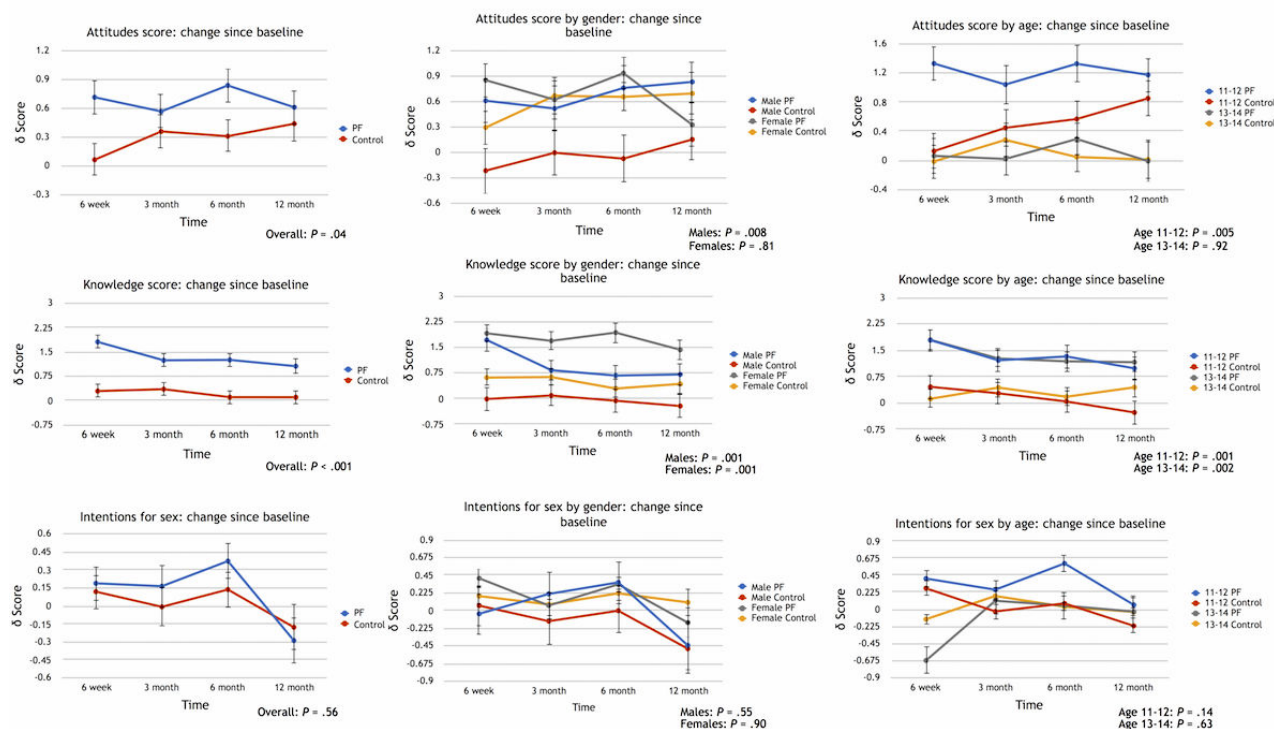 Attitudes score: change since baseline
1.2
0.9
0.6
0.3
0
-0.3
δ Score
6 week
3 month
6 month
12 month
Time
PF
Control
Overall: P = .04
Attitudes score by gender: change since
baseline
1.2
0.9
0.6
0.3
0
-0.3
-0.6
δ Score
6 week
3 month
6 month
12 month
Time
Male PF
Male Control
Female PF
Female Control
Males: P = .008
Females: P = .81
Attitudes score by age: change since baseline
1.6
1.2
0.8
0.4
0
-0.4
δ Score
6 week
3 month
6 month
12 month
Time
11-12 PF
11-12 Control
13-14 PF
13-14 Control
Age 11-12: P = .005
Age 13-14: P = .92
Knowledge score: change since baseline
3
2.25
1.5
0.75
0
-0.75
δ Score
6 week
3 month
6 month
12 month
Time
PF
Control
Overall: P < .001
Knowledge score by gender: change since
baseline
3
2.25
1.5
0.75
0
-0.75
δ Score
6 week
3 month
6 month
12 month
Time
Male PF
Male Control
Female PF
Female Control
Males: P = .001
Females: P = .001
Knowledge score by age: change since baseline
3
2.25
1.5
0.75
0
-0.75
δ Score
6 week
3 month
6 month
12 month
Time
11-12 PF
11-12 Control
13-14 PF
13-14 Control
Age 11-12: P = .001
Age 13-14: P = .002
Intentions for sex: change since baseline
0.6
0.45
0.3
0.15
0
-0.15
-0.3
-0.45
-0.6
δ Score
6 week
3 month
6 month
12 month
Time
PF
Control
Overall: P = .56
Intentions for sex by gender: change since
baseline
0.9
0.675
0.45
0.225
0
-0.225
-0.45
-0.675
-0.9
δ Score
6 week
3 month
6 month
12 month
Time
Male PF
Male Control
Female PF
Female Control
Males: P = .55
Females: P = .90
Intentions for sex by age: change since baseline
0.9
0.675
0.45
0.225
0
-0.225
-0.45
-0.675
-0.9
δ Score
6 week
3 month
6 month
12 month
Time
11-12 PF
11-12 Control
13-14 PF
13-14 Control
Age 11-12: P = .14
Age 13-14: P = .63